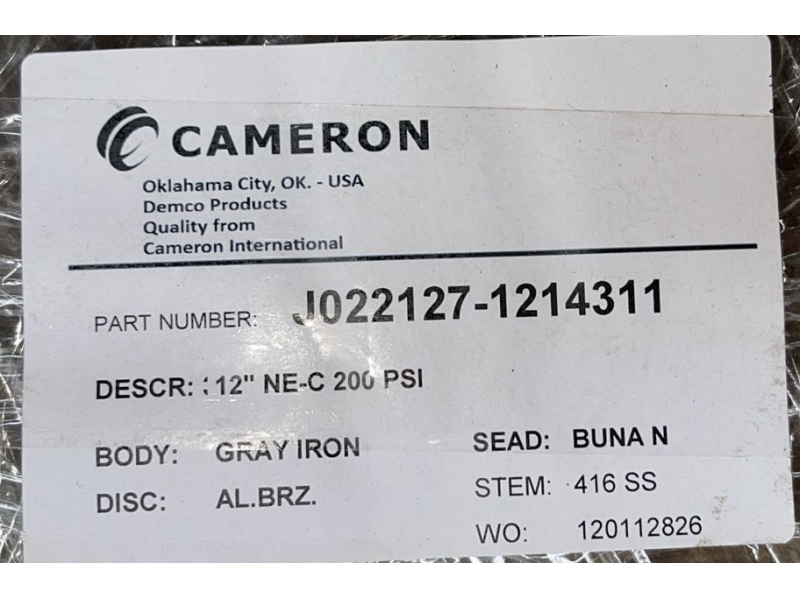 CAMERON
Oklahama City, OK. - USA
Demco Products
Quality from
Cameron International
PART NUMBER: J022127-1214311
DESCR: 12" NE-C 200 PSI
BODY: GRAY IRON
SEAD: BUNA N
DISC: AL.BRZ.
STEM: 416 SS
WO: 120112826